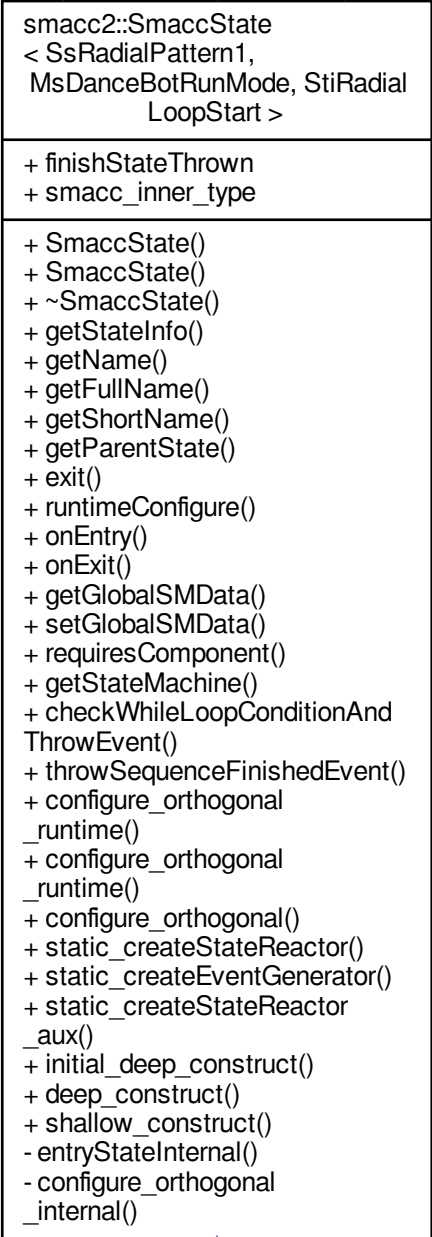 smacc2::SmaccState
< SsRadialPattern1,
MsDanceBotRunMode, StiRadial
LoopStart >
+ finishStateThrown
+ smacc_inner_type
+ SmaccState()
+ SmaccState()
+ ~SmaccState()
+ getStateInfo()
+ getName()
+ getFullName()
+ getShortName()
+ getParentState()
+ exit()
+ runtimeConfigure()
+ onEntry()
+ onExit()
+ getGlobalSMData()
+ setGlobalSMData()
+ requiresComponent()
+ getStateMachine()
+ checkWhileLoopConditionAnd
ThrowEvent()
+ throwSequenceFinishedEvent()
+ configure_orthogonal
_runtime()
+ configure_orthogonal
_runtime()
+ configure_orthogonal()
+ static_createStateReactor()
+ static_createEventGenerator()
+ static_createStateReactor
_aux()
+ initial_deep_construct()
+ deep_construct()
+ shallow_construct()
- entryStateInternal()
- configure_orthogonal
_internal()